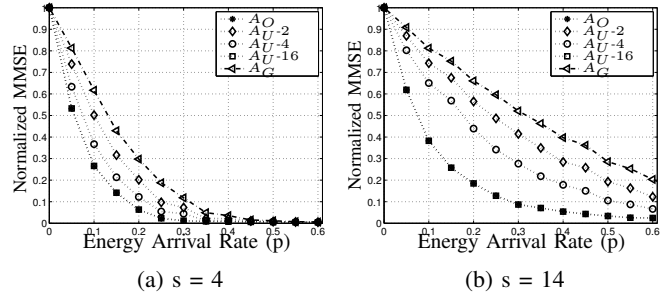 Normalized MMSE
1
0.9
0.8
0.7
0.6
0.5
0.4
0.3
0.2
0.1
0
A_O
A_U-2
A_U-4
A_U-16
A_G
0 0.1 0.2 0.3 0.4 0.5 0.6
Energy Arrival Rate (p)
(a) s = 4
Normalized MMSE
1
0.9
0.8
0.7
0.6
0.5
0.4
0.3
0.2
0.1
0
A_O
A_U-2
A_U-4
A_U-16
A_G
0 0.1 0.2 0.3 0.4 0.5 0.6
Energy Arrival Rate (p)
(b) s = 14